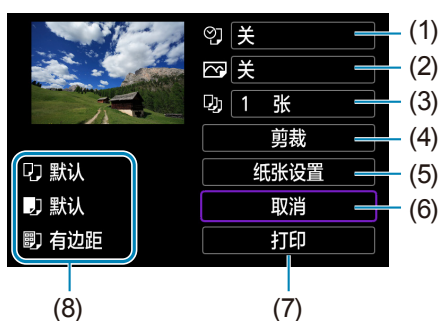 关 (1)
关 (2)
1 张 (3)
剪裁 (4)
纸张设置 (5)
取消 (6)
打印
默认
默认
有边距
(8) (7)